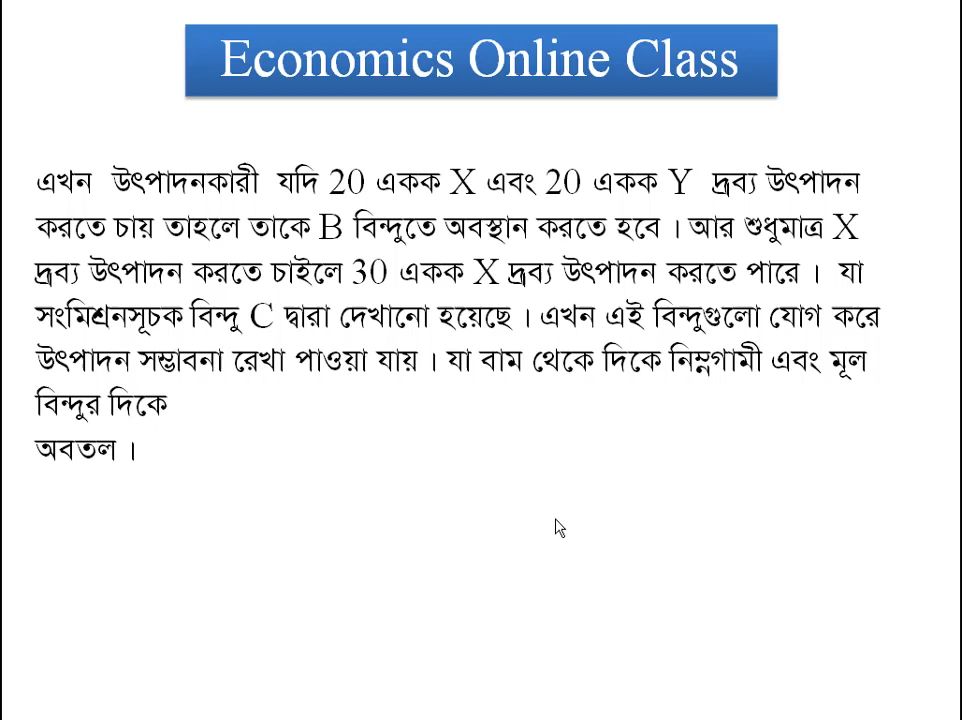 Economics Online Class
এখন উৎপাদনকারী যদি 20 একক X এবং 20 একক Y দ্রব্য উৎপাদন
করতে চায় তাহলে তাকে B বিন্দুতে অবস্থান করতে হবে । আর শুধুমাত্র X
দ্রব্য উৎপাদন করতে চাইলে 30 একক X দ্রব্য উৎপাদন করতে পারে । যা
সংমিশ্রনসূচক বিন্দু C দ্বারা দেখানো হয়েছে । এখন এই বিন্দুগুলো যোগ করে
উৎপাদন সম্ভাবনা রেখা পাওয়া যায় । যা বাম থেকে দিকে নিম্নগামী এবং মূল
বিন্দুর দিকে
অবতল ।